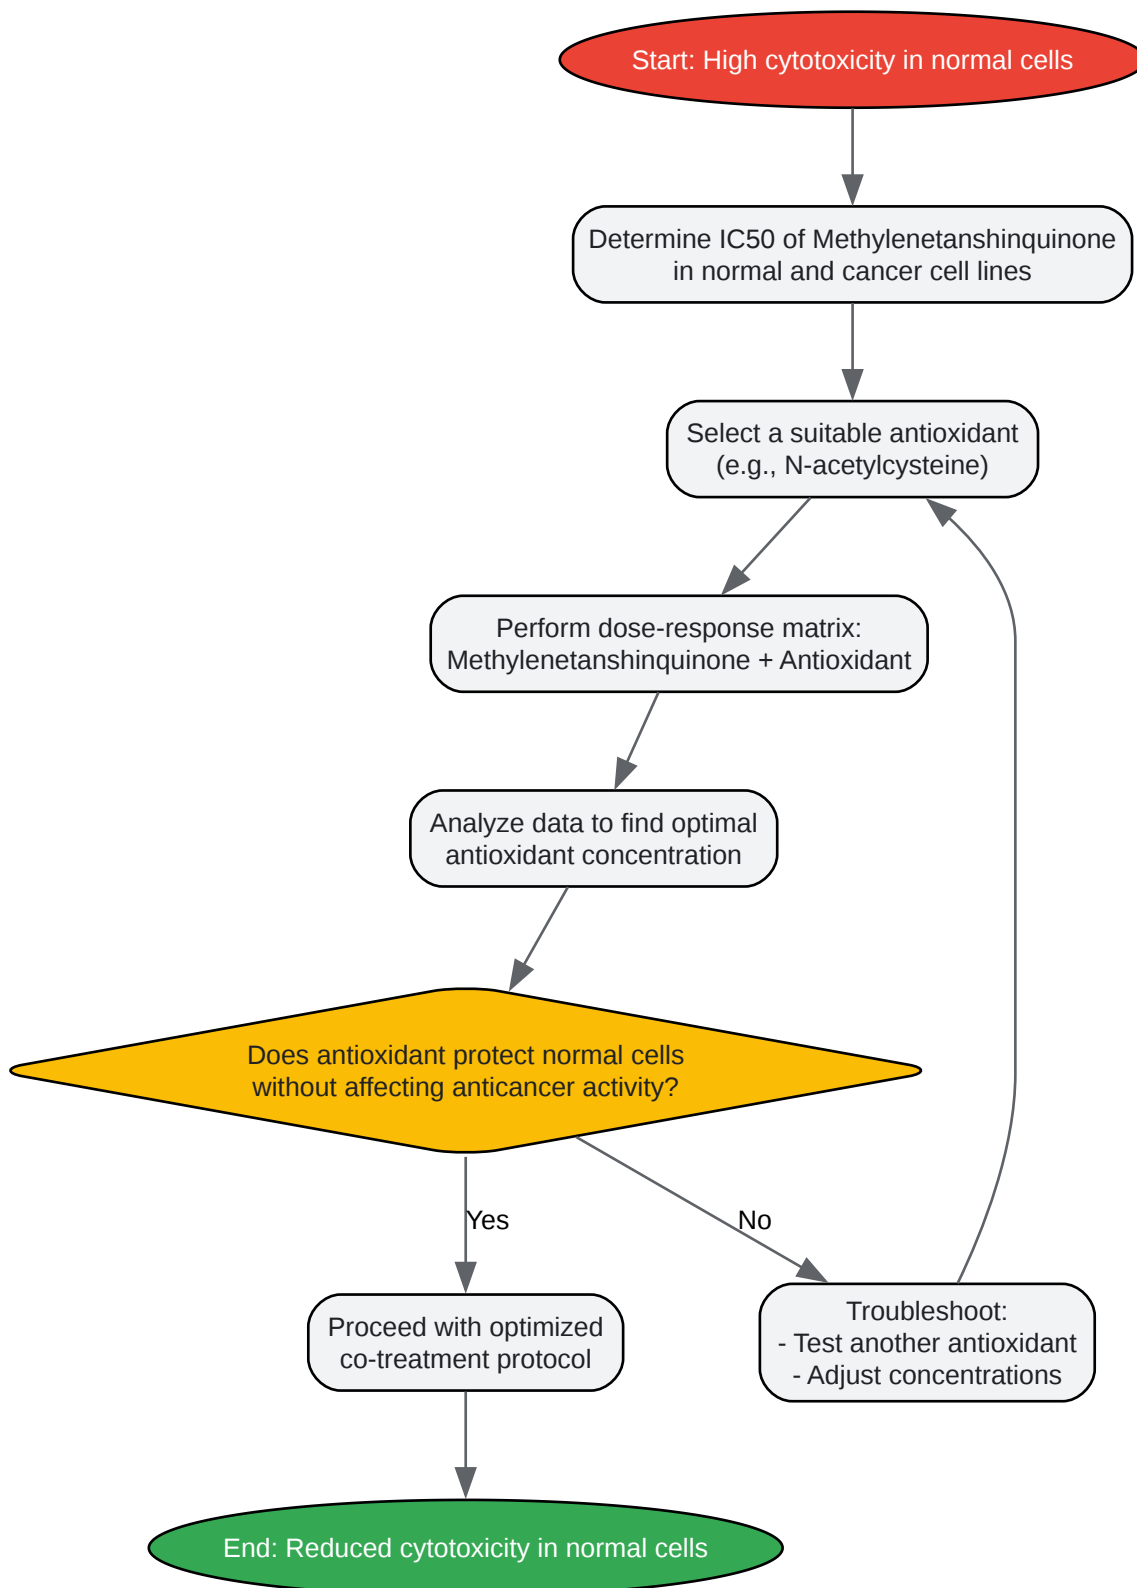 Start: High cytotoxicity in normal cells
Determine IC50 of Methylenetanshinquinone
in normal and cancer cell lines
Select a suitable antioxidant
(e.g., N-acetylcysteine)
Perform dose-response matrix:
Methylenetanshinquinone + Antioxidant
Analyze data to find optimal
antioxidant concentration
Does antioxidant protect normal cells
without affecting anticancer activity?
Yes
No
Proceed with optimized
co-treatment protocol
Troubleshoot:
- Test another antioxidant
- Adjust concentrations
End: Reduced cytotoxicity in normal cells